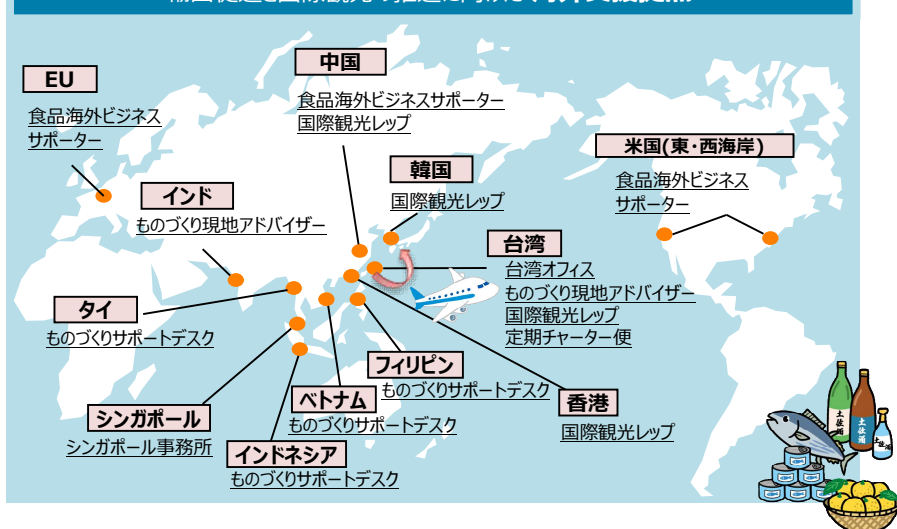 中国
食品海外ビジネスサポーター
国際観光レップ
EU
食品海外ビジネス
サポーター
米国(東・西海岸)
食品海外ビジネス
サポーター
韓国
国際観光レップ
インド
ものづくり現地アドバイザー
台湾
台湾オフィス
ものづくり現地アドバイザー
国際観光レップ
定期チャーター便
タイ
ものづくりサポートデスク
フィリピン
ものづくりサポートデスク
ベトナム
ものづくりサポートデスク
香港
国際観光レップ
シンガポール
シンガポール事務所
インドネシア
ものづくりサポートデスク
土佐酒
土佐酒
土佐酒